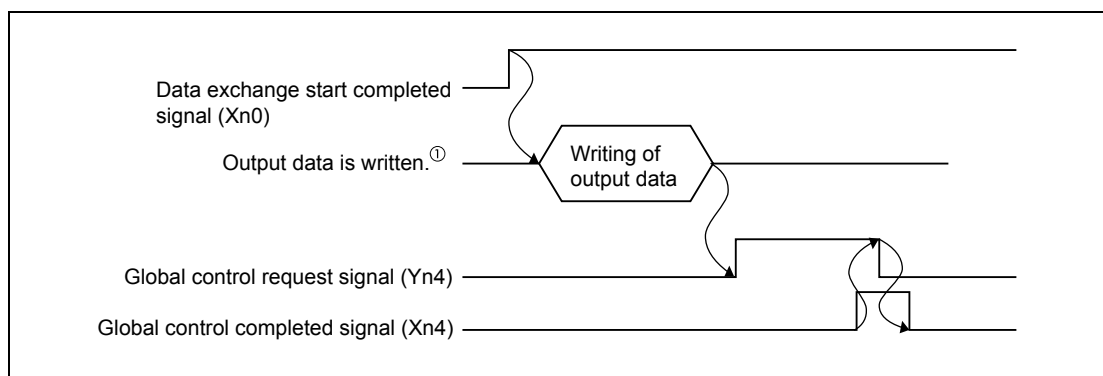 Data exchange start completed
signal (Xn0)
Output data is written.①
Writing of
output data
Global control request signal (Yn4)
Global control completed signal (Xn4)